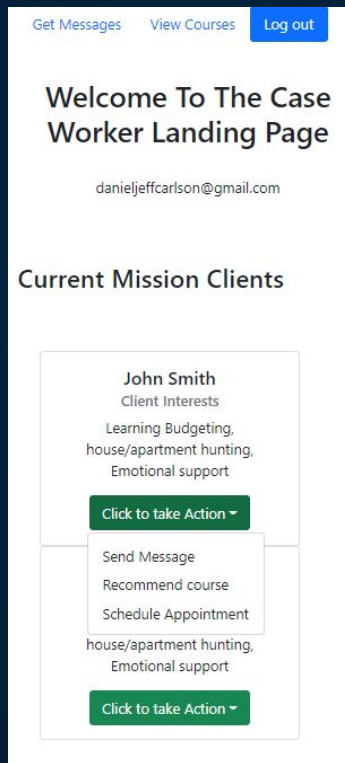 Get Messages View Courses Log out
Welcome To The Case
Worker Landing Page
danieljeffcarlson@gmail.com
Current Mission Clients
John Smith
Client Interests
Learning Budgeting,
house/apartment hunting,
Emotional support
Click to take Action
Send Message
Recommend course
Schedule Appointment
house/apartment hunting,
Emotional support
Click to take Action